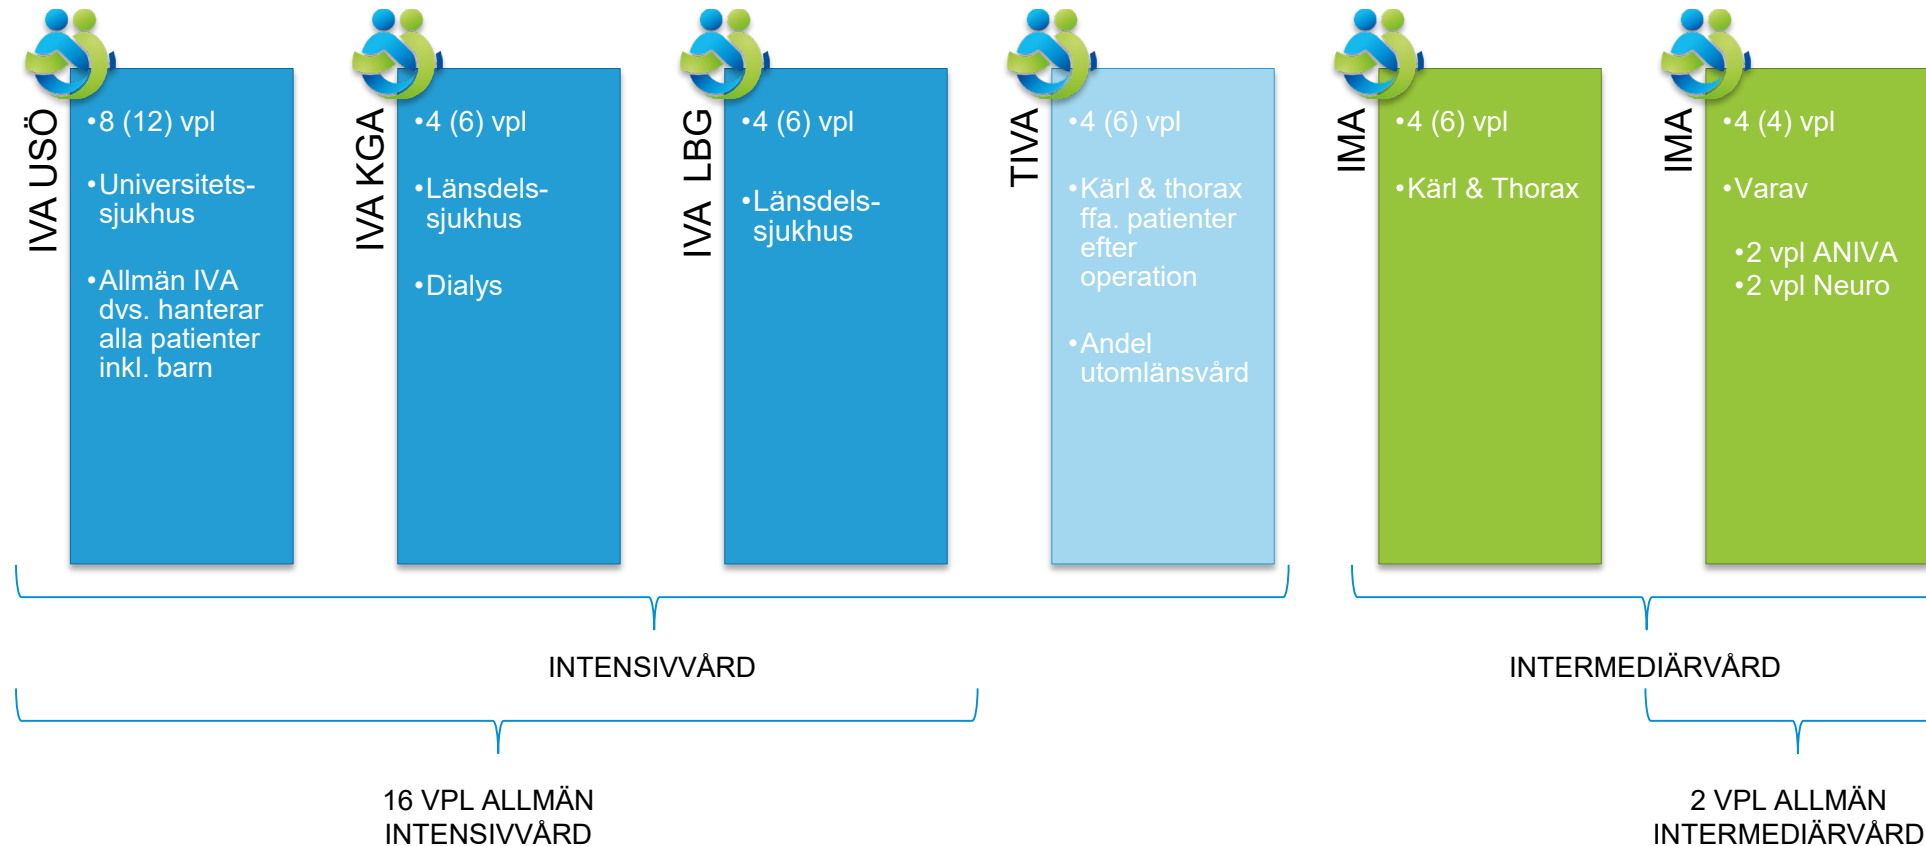 IVA USÖ
•8 (12) vpl
•Universitets-
sjukhus
•Allmän IVA
dvs. hanterar
alla patienter
inkl. barn
IVA KGA
•4 (6) vpl
•Länsdels-
sjukhus
•Dialys
IVA LBG
•4 (6) vpl
•Länsdels-
sjukhus
TIVA
•4 (6) vpl
•Kärl & thorax
ffa. patienter
efter
operation
•Andel
utomlänsvård
IMA
•4 (6) vpl
•Kärl & Thorax
IMA
•4 (4) vpl
•Varav
•2 vpl ANIVA
•2 vpl Neuro
INTENSIVVÅRD
INTERMEDIÄRVÅRD
16 VPL ALLMÄN
INTENSIVVÅRD
2 VPL ALLMÄN
INTERMEDIÄRVÅRD